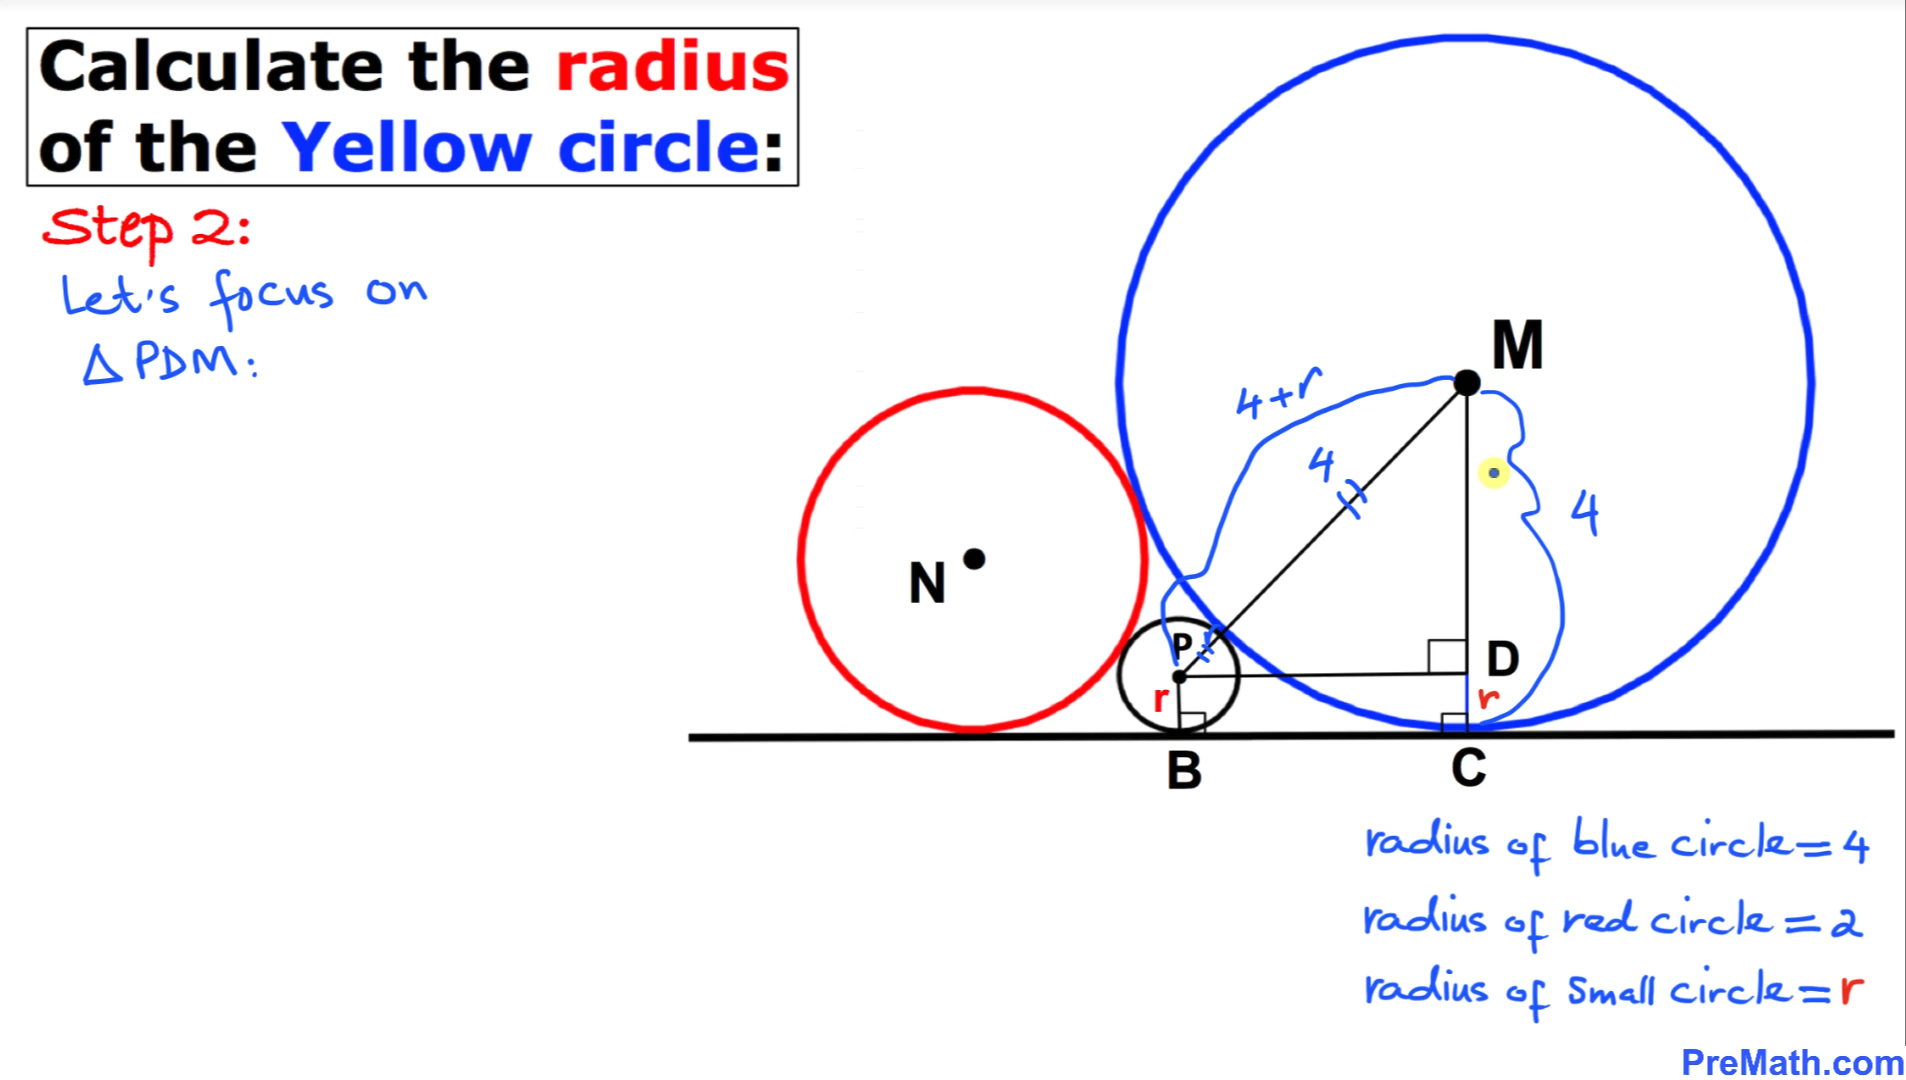 Calculate the radius
of the Yellow circle:
Step 2:
Let's focus on
Δ PDM:
M
4+r
4
4
N
P
r
D
r
r
B
C
radius of blue circle = 4
radius of red circle = 2
radius of small circle = r
PreMath.com